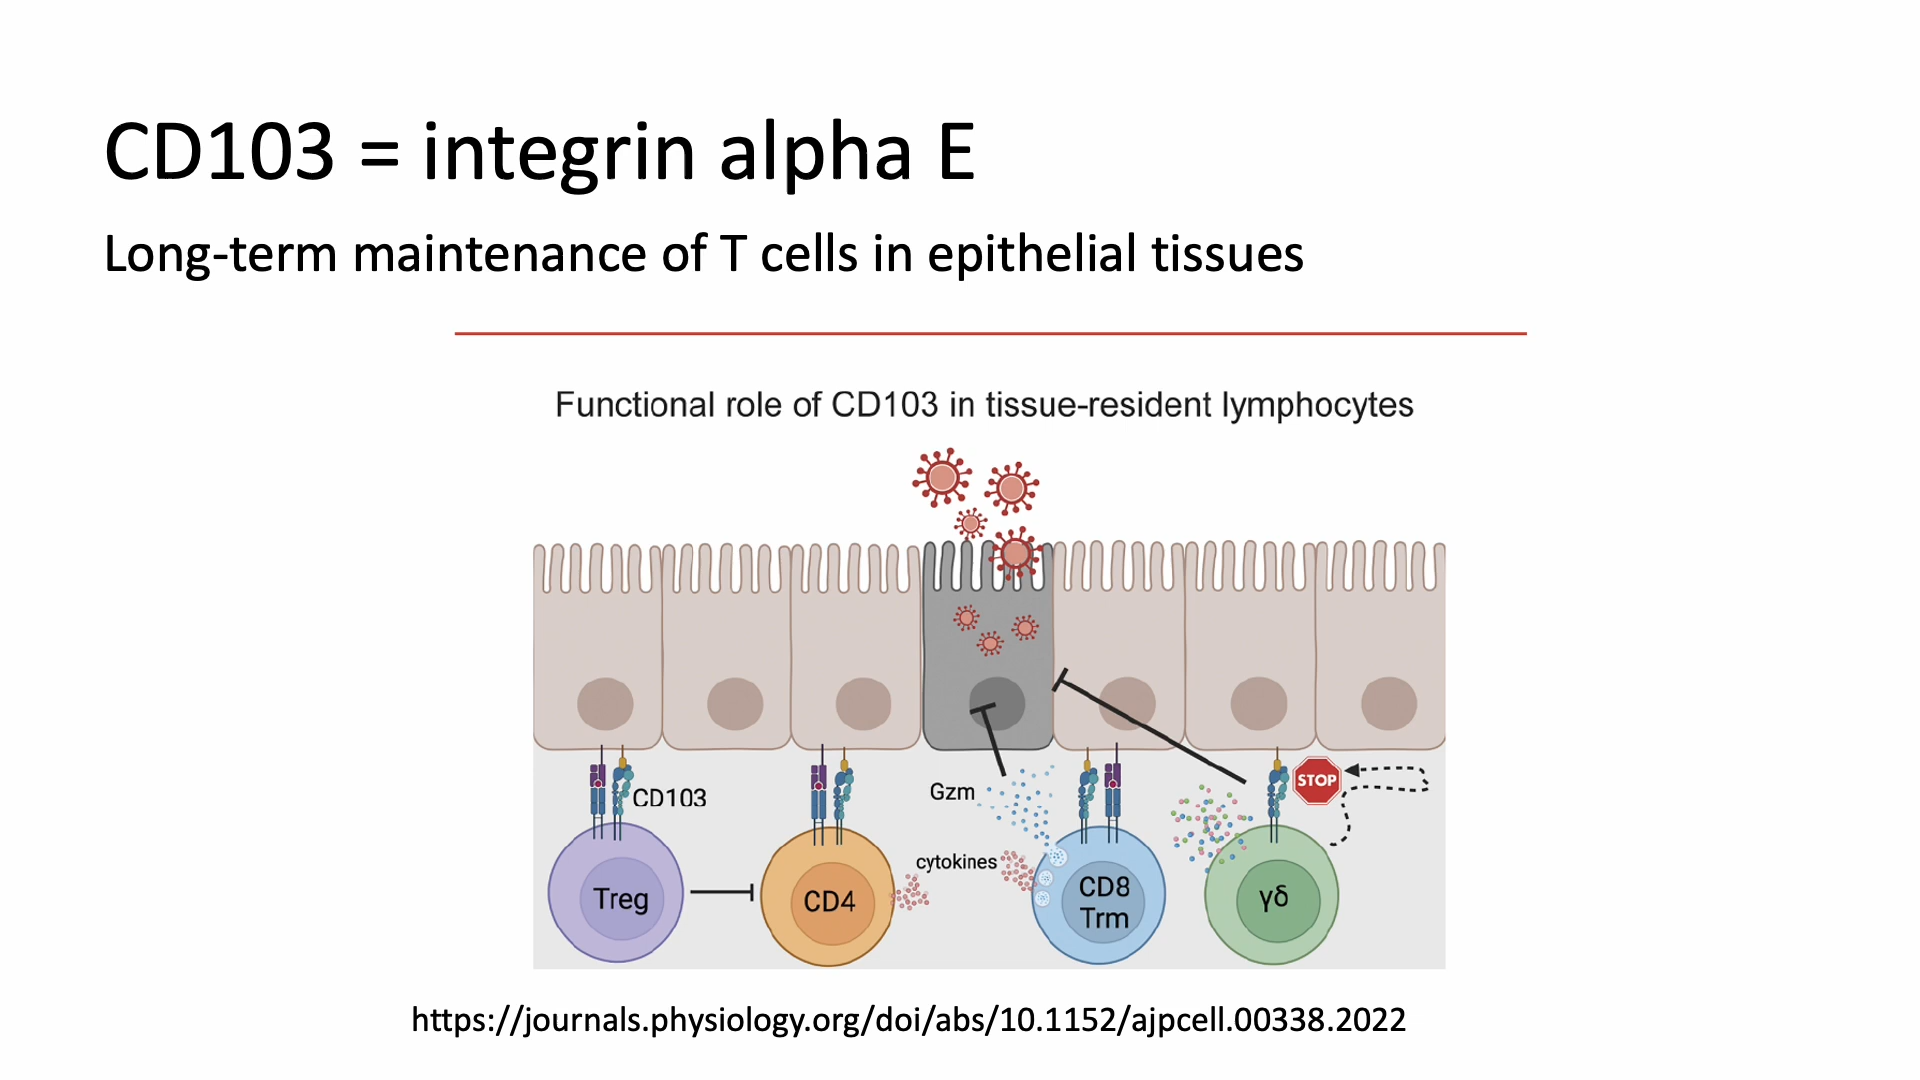 CD103 = integrin alpha E
Long-term maintenance of T cells in epithelial tissues
Functional role of CD103 in tissue-resident lymphocytes
CD103
Gzm
STOP
cytokines
Treg
CD4
CD8
Trm
γδ
https://journals.physiology.org/doi/abs/10.1152/ajpcell.00338.2022